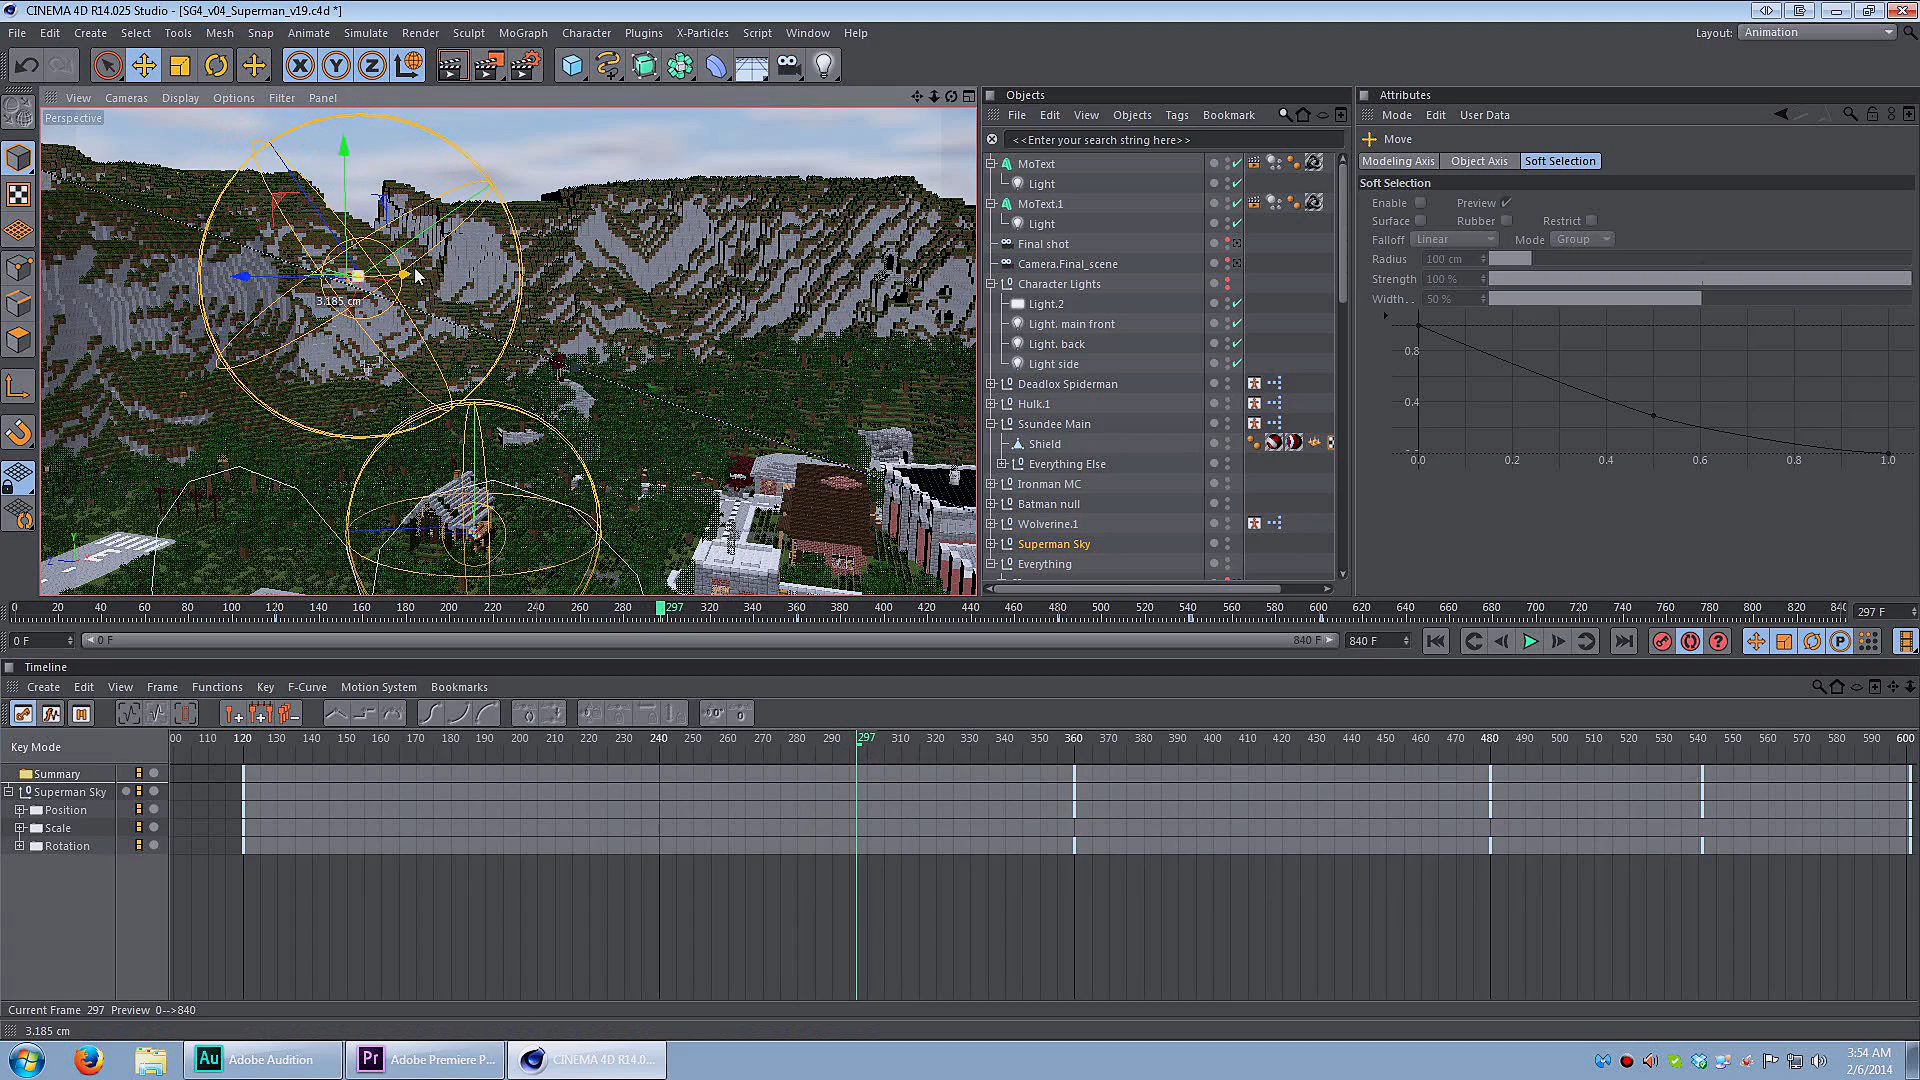 CINEMA 4D R14.025 Studio - [SG4_v04_Superman_v19.c4d *]
File Edit Create Select Tools Mesh Snap Animate Simulate Render Sculpt MoGraph Character Plugins X-Particles Script Window Help
Layout: Animation
View Cameras Display Options Filter Panel
Perspective
3.185 cm
Objects
File Edit View Objects Tags Bookmark
<<Enter your search string here>>
MoText
Light
MoText.1
Light
Final shot
Camera.Final_scene
Character Lights
Light.2
Light. main front
Light. back
Light side
Deadlox Spiderman
Hulk.1
Ssundee Main
Shield
Everything Else
Ironman MC
Batman null
Wolverine.1
Superman Sky
Everything
Attributes
Mode Edit User Data
Move
Modeling Axis Object Axis Soft Selection
Soft Selection
Enable Preview
Surface Rubber Restrict
Falloff Linear Mode Group
Radius 100 cm
Strength 100 %
Width.. 50 %
0.8
0.4
0.0 0.2 0.4 0.6 0.8 1.0
0 20 40 60 80 100 120 140 160 180 200 220 240 260 280 297 320 340 360 380 400 420 440 460 480 500 520 540 560 580 600 620 640 660 680 700 720 740 760 780 800 820 84
297 F
0 F 0 F 840 F 840 F
Timeline
Create Edit View Frame Functions Key F-Curve Motion System Bookmarks
Key Mode
00 110 120 130 140 150 160 170 180 190 200 210 220 230 240 250 260 270 280 290 297 310 320 330 340 350 360 370 380 390 400 410 420 430 440 450 460 470 480 490 500 510 520 530 540 550 560 570 580 590 600
Summary
Superman Sky
Position
Scale
Rotation
Current Frame 297 Preview 0-->840
3.185 cm
Au Adobe Audition
Pr Adobe Premiere P...
CINEMA 4D R14.0...
3:54 AM
2/6/2014